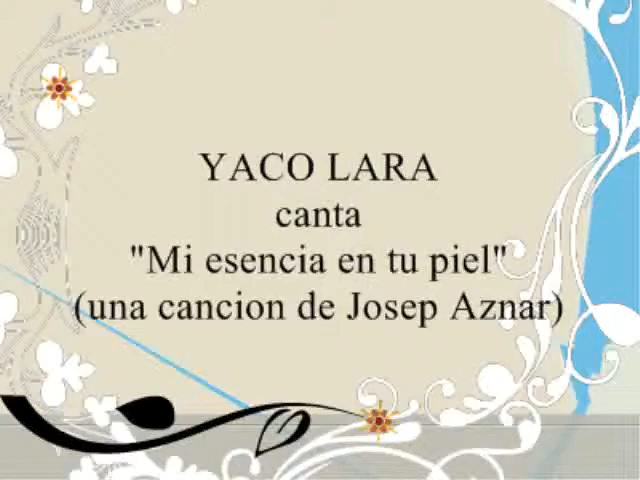 YACO LARA
canta
"Mi esencia en tu piel"
(una cancion de Josep Aznar)